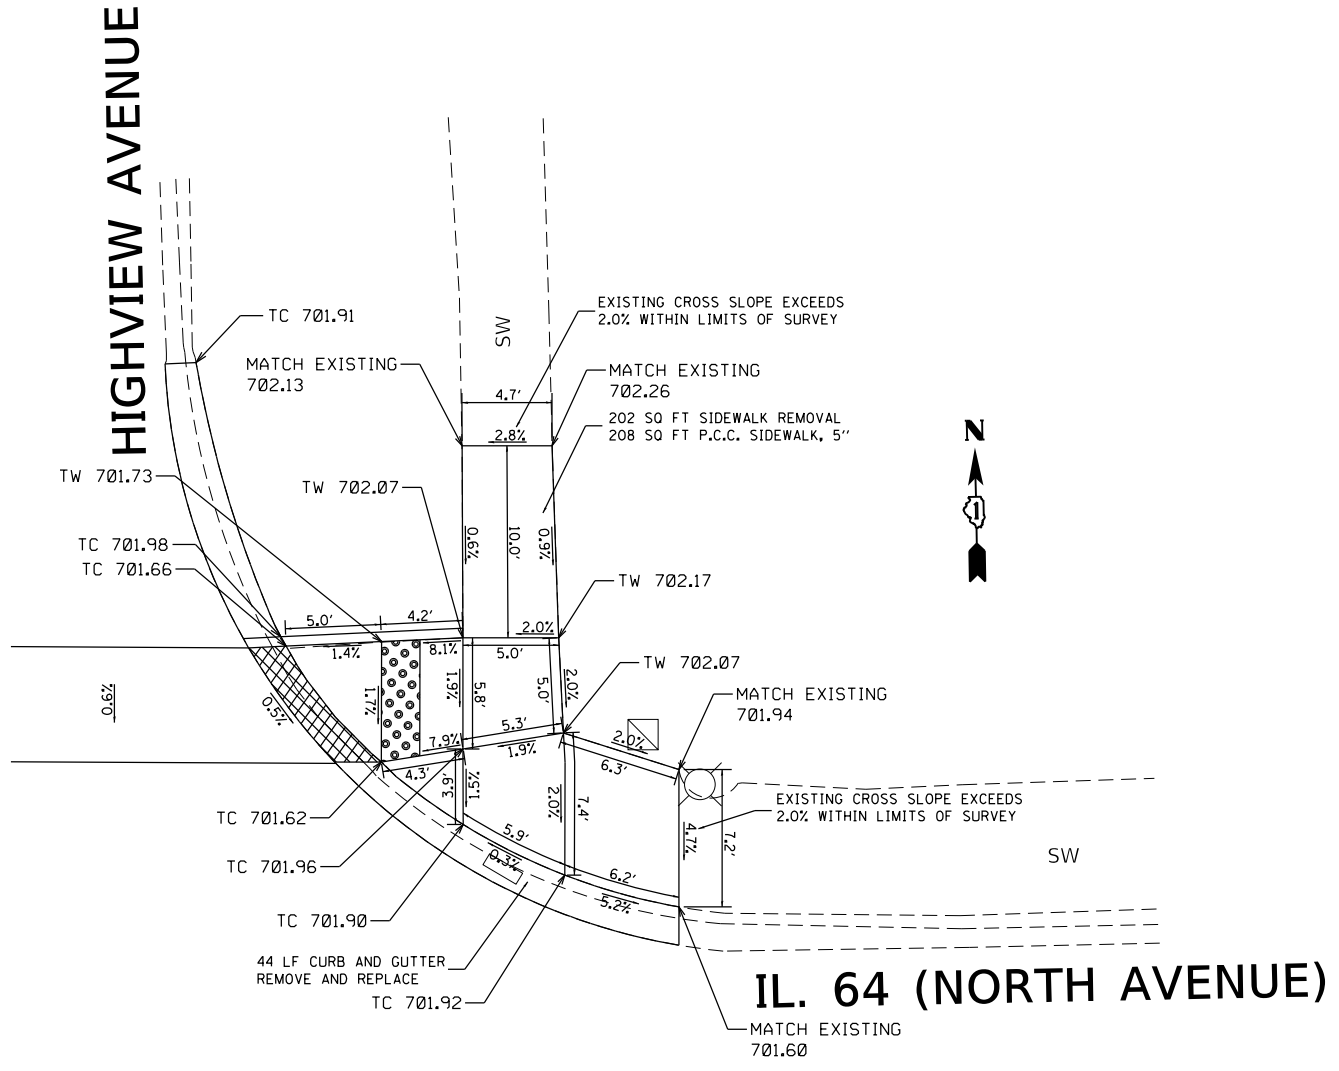 HIGHVIEW AVENUE
TC 701.91
EXISTING CROSS SLOPE EXCEEDS
2.0% WITHIN LIMITS OF SURVEY
SW
MATCH EXISTING
702.13
MATCH EXISTING
702.26
4.7'
2.8%
202 SQ FT SIDEWALK REMOVAL
208 SQ FT P.C.C. SIDEWALK, 5"
N
1
TW 701.73
TW 702.07
0.6%
10.0'
0.9%
TC 701.98
TC 701.66
TW 702.17
5.0'
4.2'
2.0%
1.4%
8.1%
5.0'
TW 702.07
0.9%
0.5%
1.7%
1.9%
5.8'
5.0'
2.0%
MATCH EXISTING
701.94
5.3'
7.9%
1.9%
2.0%
6.3'
4.3'
3.6'
1.5%
2.0%
7.4'
EXISTING CROSS SLOPE EXCEEDS
2.0% WITHIN LIMITS OF SURVEY
TC 701.62
5.9'
4.7%
7.2'
SW
TC 701.96
0.3%
6.2'
5.2%
TC 701.90
44 LF CURB AND GUTTER
REMOVE AND REPLACE
TC 701.92
IL. 64 (NORTH AVENUE)
MATCH EXISTING
701.60